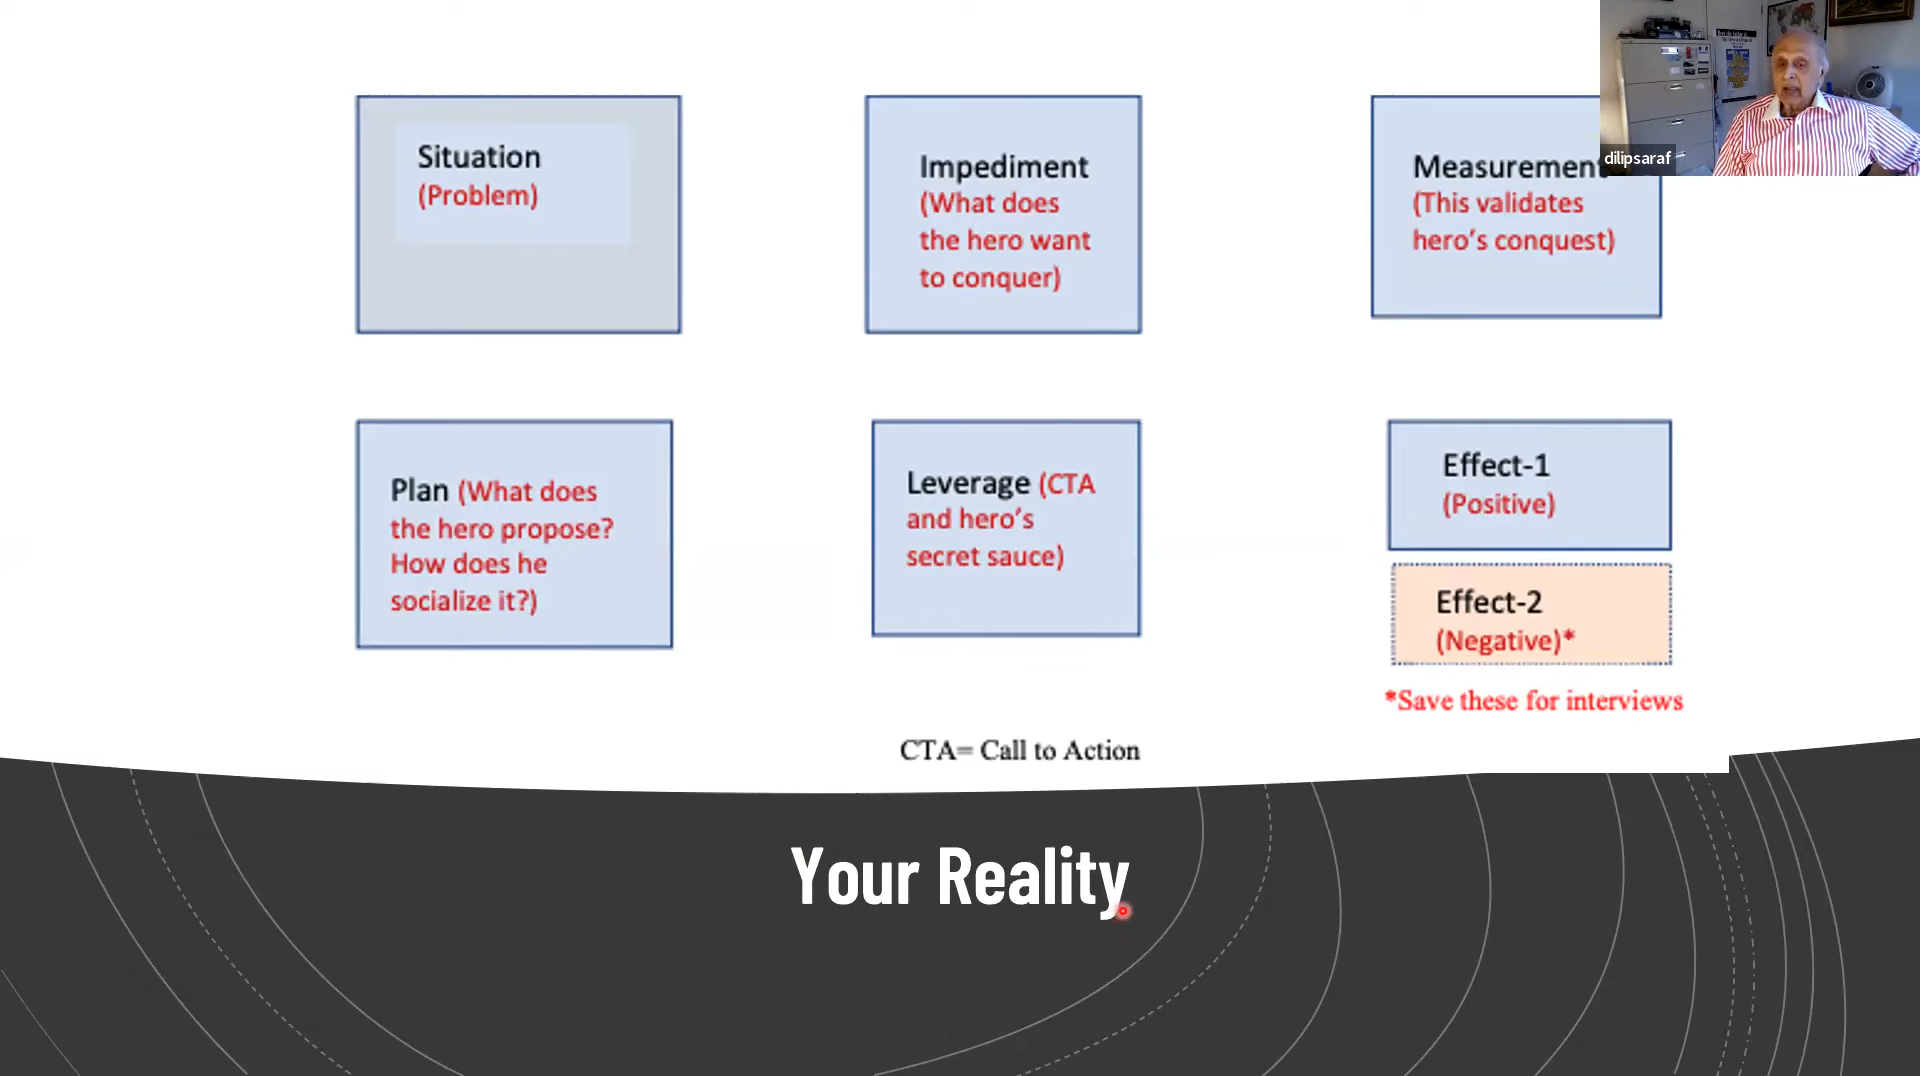 Situation
(Problem)
Impediment
(What does
the hero want
to conquer)
Measurement
(This validates
hero's conquest)
dilipsaraf
Plan (What does
the hero propose?
How does he
socialize it?)
Leverage (CTA
and hero's
secret sauce)
Effect-1
(Positive)
Effect-2
(Negative)*
*Save these for interviews
CTA= Call to Action
Your Reality